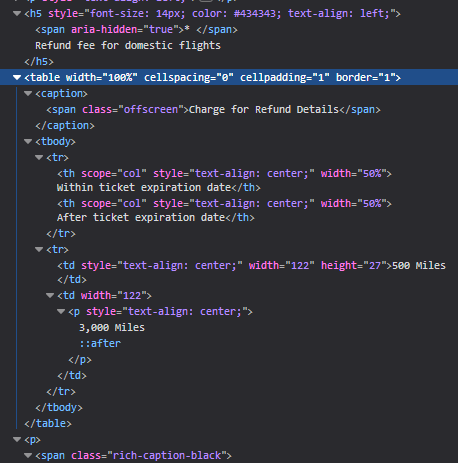 ▼<h5 style="font-size: 14px; color: #434343; text-align: left;">
<span aria-hidden="true">* </span>
Refund fee for domestic flights
</h5>
▼<table width="100%" cellspacing="0" cellpadding="1" border="1">
▼<caption>
<span class="offscreen">Charge for Refund Details</span>
</caption>
▼<tbody>
▼<tr>
<th scope="col" style="text-align: center;" width="50%">
Within ticket expiration date</th>
<th scope="col" style="text-align: center;" width="50%">
After ticket expiration date</th>
</tr>
▼<tr>
<td style="text-align: center;" width="122" height="27">500 Miles
</td>
▼<td width="122">
▼<p style="text-align: center;">
3,000 Miles
::after
</p>
</td>
</tr>
</tbody>
</table>
▼<p>
▼<span class="rich-caption-black">